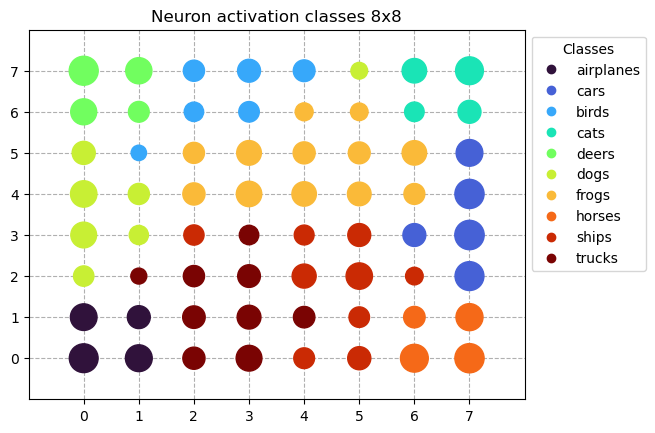 Neuron activation classes 8x8
7
6
5
4
3
2
1
0
0 1 2 3 4 5 6 7
Classes
airplanes
cars
birds
cats
deers
dogs
frogs
horses
ships
trucks